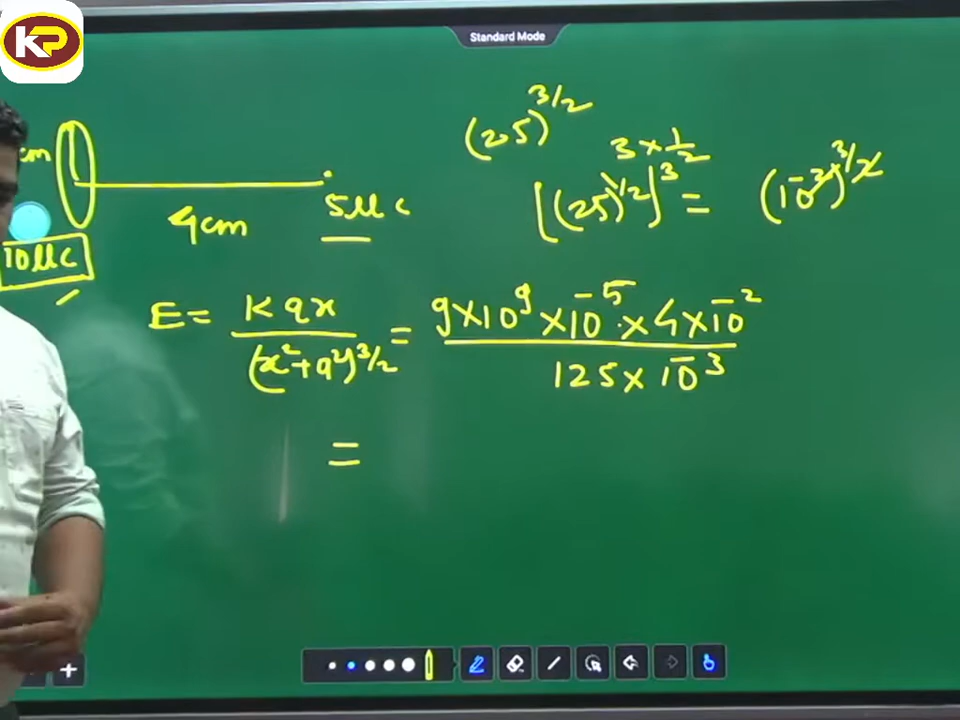 KP
Standard Mode
(25)^3/2
3 × 1/2
[(25)^1/2]^3 = (10^-2)^3/2
cm
4cm
5μC
10μC
E = Kqx / (x²+a²)^3/2 = 9×10^9 × 10^-5 × 4×10^-2 / 125×10^-3
=